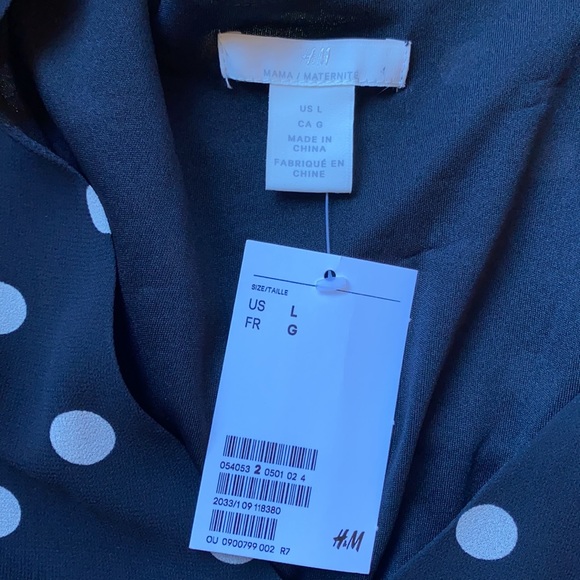 H&M
MAMA / MATERNITÉ
US L
CA G
MADE IN
CHINA
FABRIQUÉ EN
CHINE
SIZE/TAILLE
US L
FR G
054053 2 0501 02 4
2033/1 09 118380
OU 0900799 002 R7
H&M